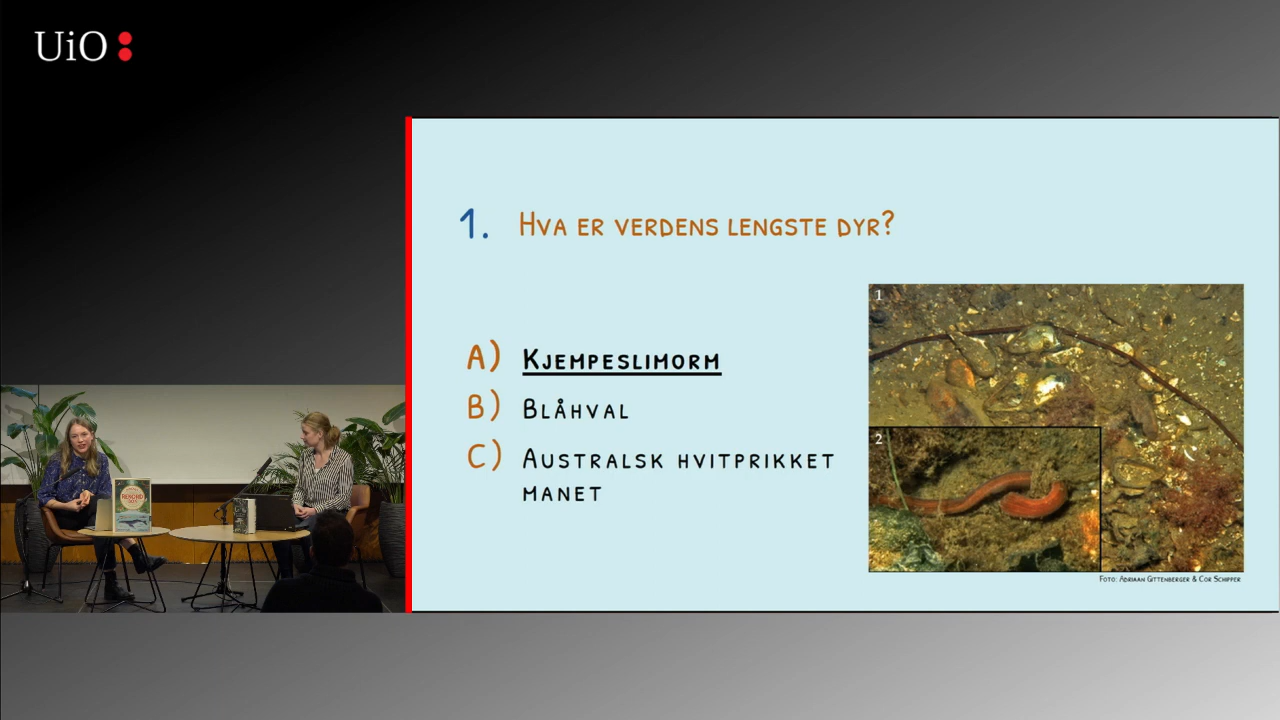 UiO
1. Hva er verdens lengste dyr?
A) Kjempeslimorm
B) Blåhval
C) Australsk hvitprikket
manet
1
2
Foto: Adriaan Gittenberger & Cor Schipper